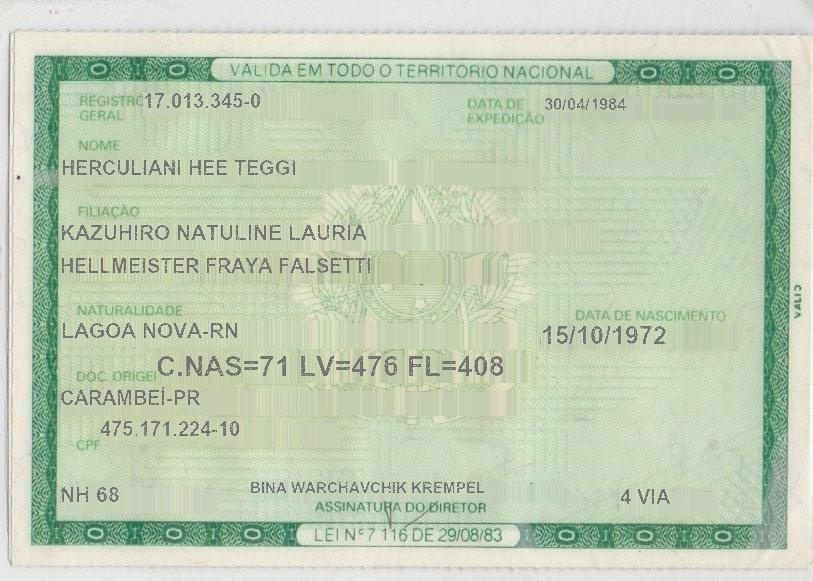 VALIDA EM TODO O TERRITORIO NACIONAL
REGISTRO GERAL 17.013.345-0 DATA DE EXPEDIÇÃO 30/04/1984
NOME
HERCULIANI HEE TEGGI
FILIAÇÃO
KAZUHIRO NATULINE LAURIA
HELLMEISTER FRAYA FALSETTI
NATURALIDADE DATA DE NASCIMENTO
LAGOA NOVA-RN 15/10/1972
DOC. ORIGEM C.NAS=71 LV=476 FL=408
CARAMBEÍ-PR
475.171.224-10
CPF
NH 68 BINA WARCHAVCHIK KREMPEL 4 VIA
ASSINATURA DO DIRETOR
LEI Nº 7 116 DE 29/08/83
VALID